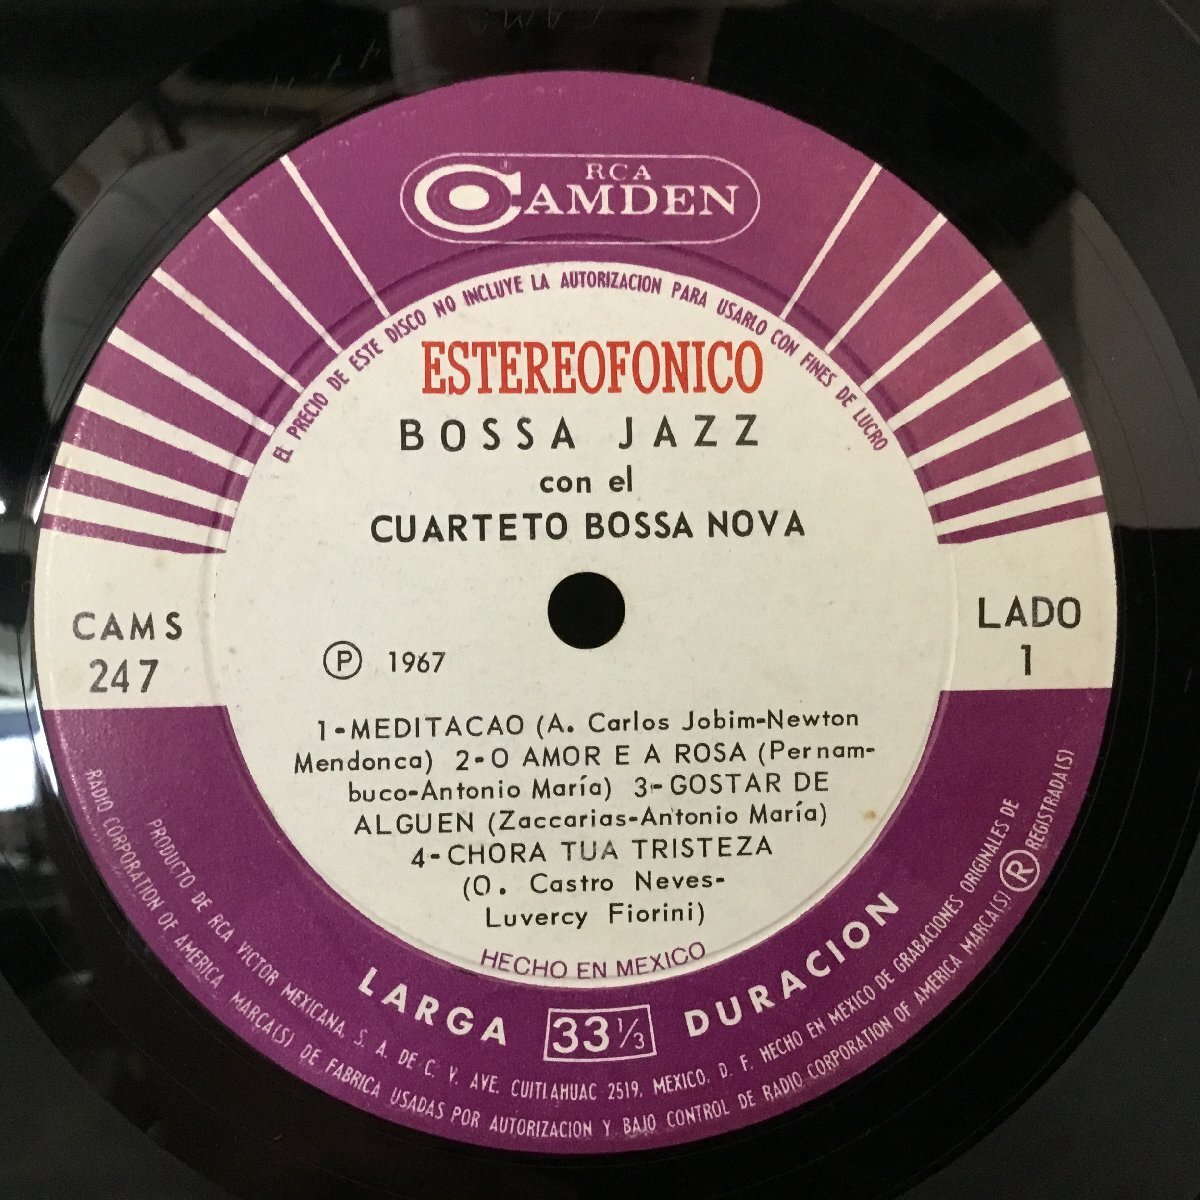 RCA
CAMDEN
EL PRECIO DE ESTE DISCO NO INCLUYE LA AUTORIZACION PARA USARLO CON FINES DE LUCRO
ESTEREOFONICO
BOSSA JAZZ
con el
CUARTETO BOSSA NOVA
CAMS
247
LADO
1
Ⓟ 1967
1-MEDITACAO (A. Carlos Jobim-Newton
Mendonca) 2-O AMOR E A ROSA (Pernam-
buco-Antonio María) 3-GOSTAR DE
ALGUEN (Zaccarias-Antonio María)
4-CHORA TUA TRISTEZA
(O. Castro Neves-
Luvercy Fiorini)
HECHO EN MEXICO
LARGA 33 1/3 DURACION
PRODUCTO DE RCA VICTOR MEXICANA, S. A. DE C. V. AVE. CUITLAHUAC 2519, MEXICO, D. F. HECHO EN MEXICO DE GRABACIONES ORIGINALES DE
RADIO CORPORATION OF AMERICA, MARCA(S) DE FABRICA USADAS POR AUTORIZACION Y BAJO CONTROL DE RADIO CORPORATION OF AMERICA MARCA(S) ® REGISTRADA(S)